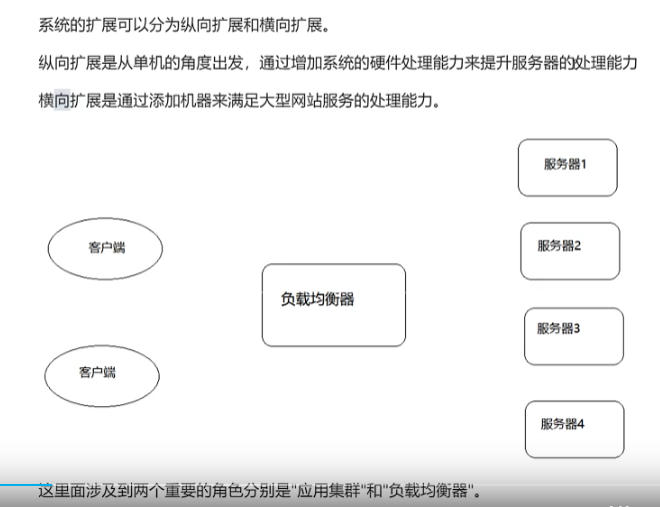 系统的扩展可以分为纵向扩展和横向扩展。
纵向扩展是从单机的角度出发，通过增加系统的硬件处理能力来提升服务器的处理能力
横向扩展是通过添加机器来满足大型网站服务的处理能力。
服务器1
客户端
服务器2
负载均衡器
服务器3
客户端
服务器4
这里面涉及到两个重要的角色分别是"应用集群"和"负载均衡器"。